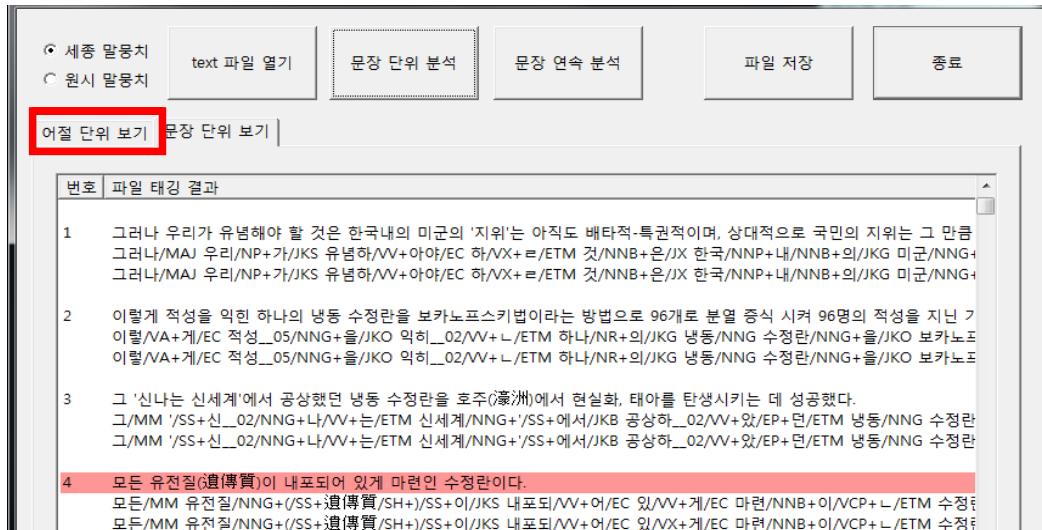 세종 말뭉치
원시 말뭉치
text 파일 열기
문장 단위 분석
문장 연속 분석
파일 저장
종료
어절 단위 보기
문장 단위 보기
번호 파일 태깅 결과
1 그러나 우리가 유념해야 할 것은 한국내의 미군의 '지위'는 아직도 배타적-특권적이며, 상대적으로 국민의 지위는 그 만큼
그러나/MAJ 우리/NP+가/JKS 유념하/VV+아야/EC 하/VX+ㄹ/ETM 것/NNB+은/JX 한국/NNP+내/NNB+의/JKG 미군/NNG+
그러나/MAJ 우리/NP+가/JKS 유념하/VV+아야/EC 하/VX+ㄹ/ETM 것/NNB+은/JX 한국/NNP+내/NNB+의/JKG 미군/NNG+
2 이렇게 적성을 익힌 하나의 냉동 수정란을 보카노프스키법이라는 방법으로 96개로 분열 증식 시켜 96명의 적성을 지닌
이렇/VA+게/EC 적성__05/NNG+을/JKO 익히__02/VV+ㄴ/ETM 하나/NR+의/JKG 냉동/NNG 수정란/NNG+을/JKO 보카노프
이렇/VA+게/EC 적성__05/NNG+을/JKO 익히__02/VV+ㄴ/ETM 하나/NR+의/JKG 냉동/NNG 수정란/NNG+을/JKO 보카노프
3 그 '신나는 신세계'에서 공상했던 냉동 수정란을 호주(濠洲)에서 현실화, 태아를 탄생시키는 데 성공했다.
그/MM '/SS+신__02/NNG+나/VV+는/ETM 신세계/NNG+'/SS+에서/JKB 공상하__02/VV+았/EP+던/ETM 냉동/NNG 수정란
그/MM '/SS+신__02/NNG+나/VV+는/ETM 신세계/NNG+'/SS+에서/JKB 공상하__02/VV+았/EP+던/ETM 냉동/NNG 수정란
4 모든 유전질(遺傳質)이 내포되어 있게 마련인 수정란이다.
모든/MM 유전질/NNG+(/SS+遺傳質/SH+)/SS+이/JKS 내포되/VV+어/EC 있/VV+게/EC 마련/NNB+이/VCP+ㄴ/ETM 수정란
모든/MM 유전질/NNG+(/SS+遺傳質/SH+)/SS+이/JKS 내포되/VV+어/EC 있/VX+게/EC 마련/NNB+이/VCP+ㄴ/ETM 수정란